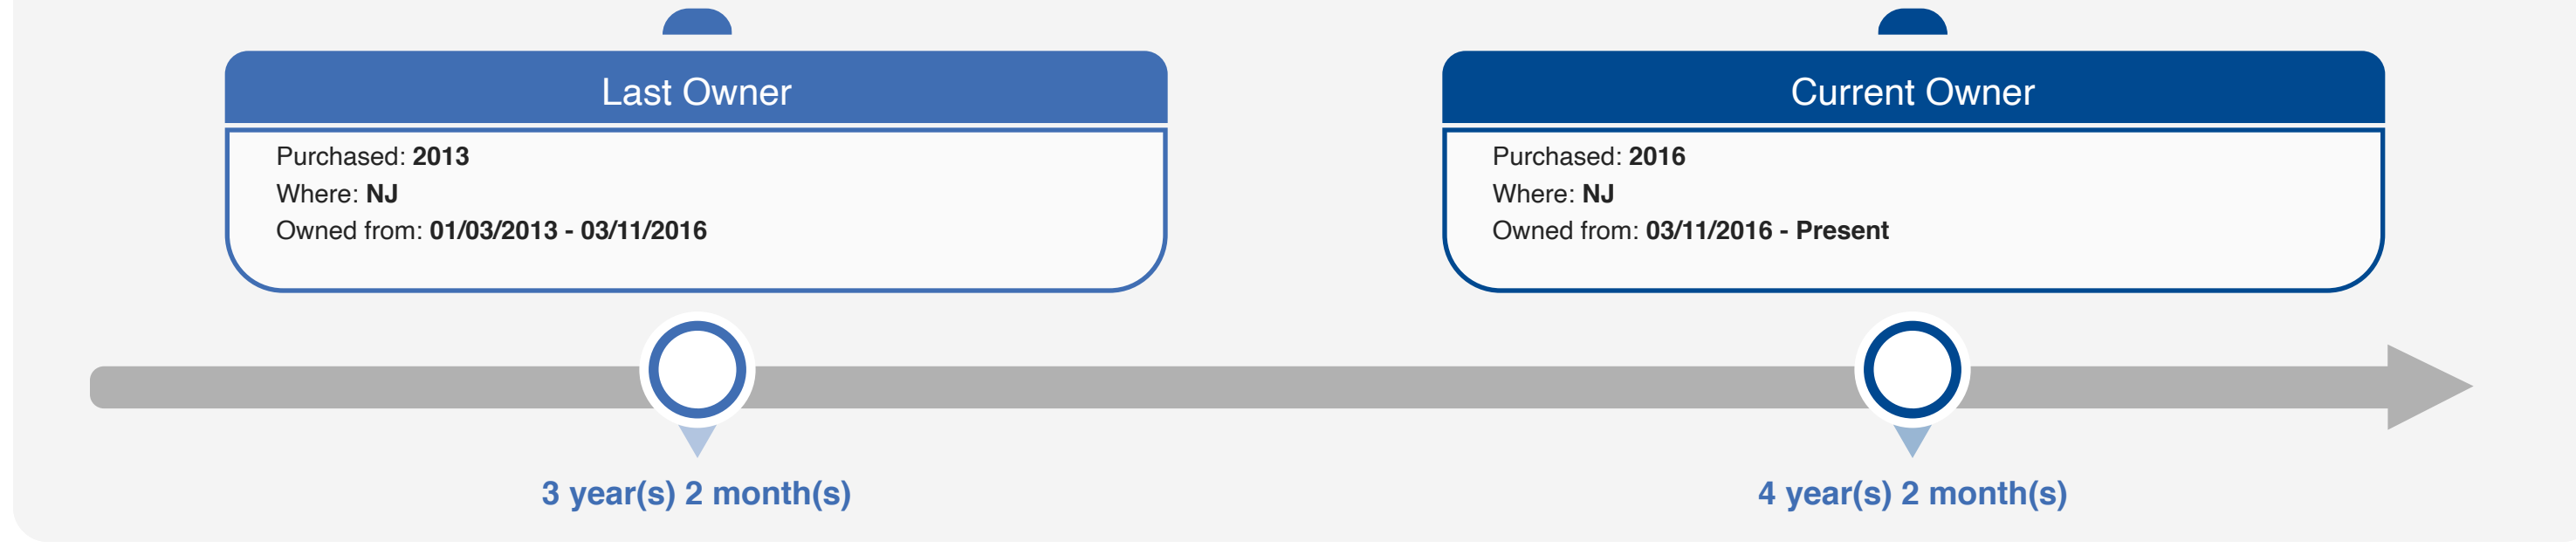 Last Owner
Purchased: 2013
Where: NJ
Owned from: 01/03/2013 - 03/11/2016
3 year(s) 2 month(s)
Current Owner
Purchased: 2016
Where: NJ
Owned from: 03/11/2016 - Present
4 year(s) 2 month(s)